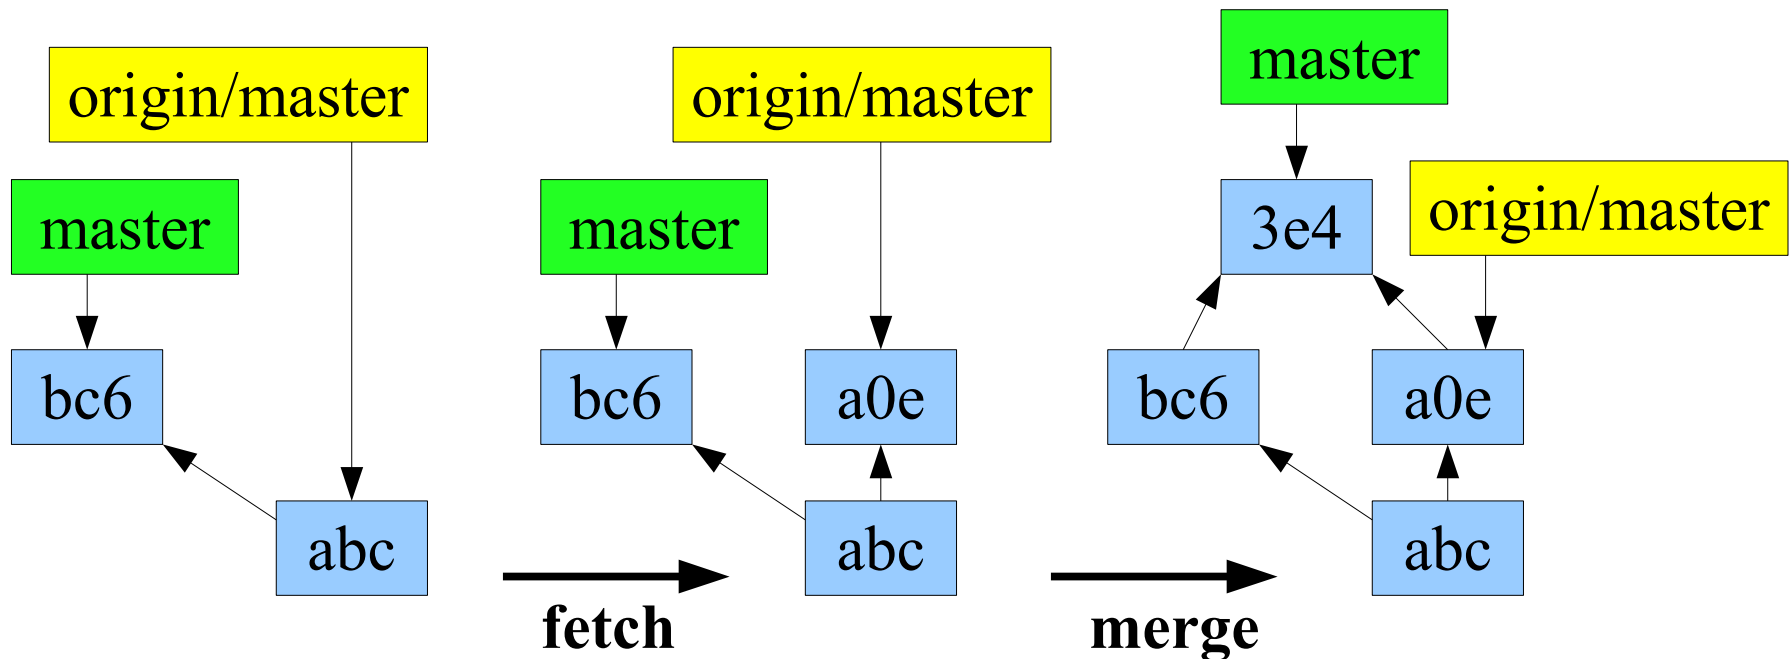 origin/master
master
bc6
abc
fetch
origin/master
master
bc6
a0e
abc
merge
master
3e4
origin/master
bc6
a0e
abc